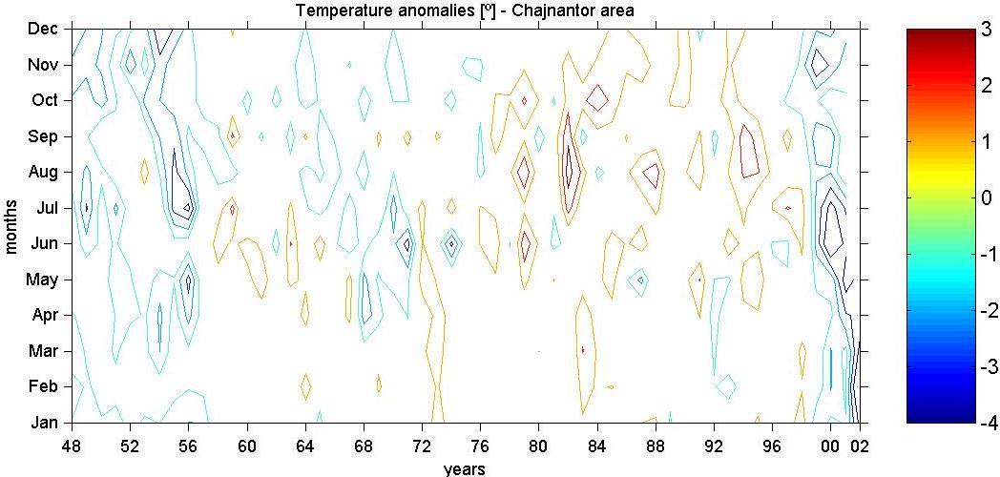 Temperature anomalies [º] - Chajnantor area
months
Dec
Nov
Oct
Sep
Aug
Jul
Jun
May
Apr
Mar
Feb
Jan
48 52 56 60 64 68 72 76 80 84 88 92 96 00 02
years
3
2
1
0
-1
-2
-3
-4